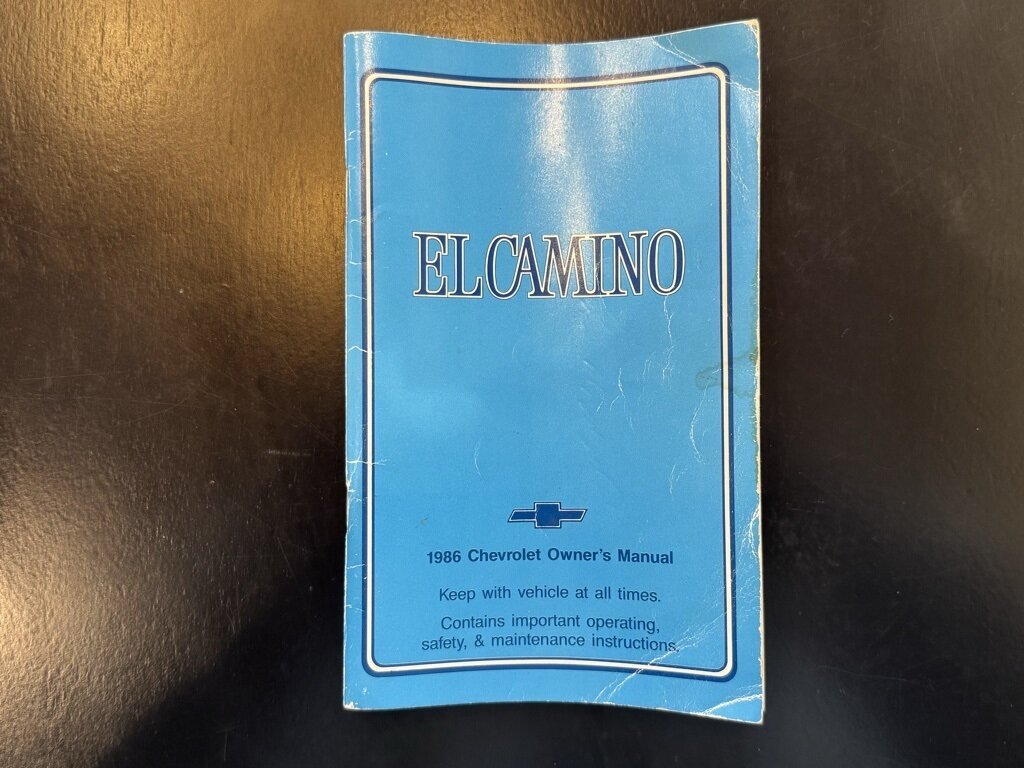 EL CAMINO
1986 Chevrolet Owner's Manual
Keep with vehicle at all times.
Contains important operating,
safety, & maintenance instructions.